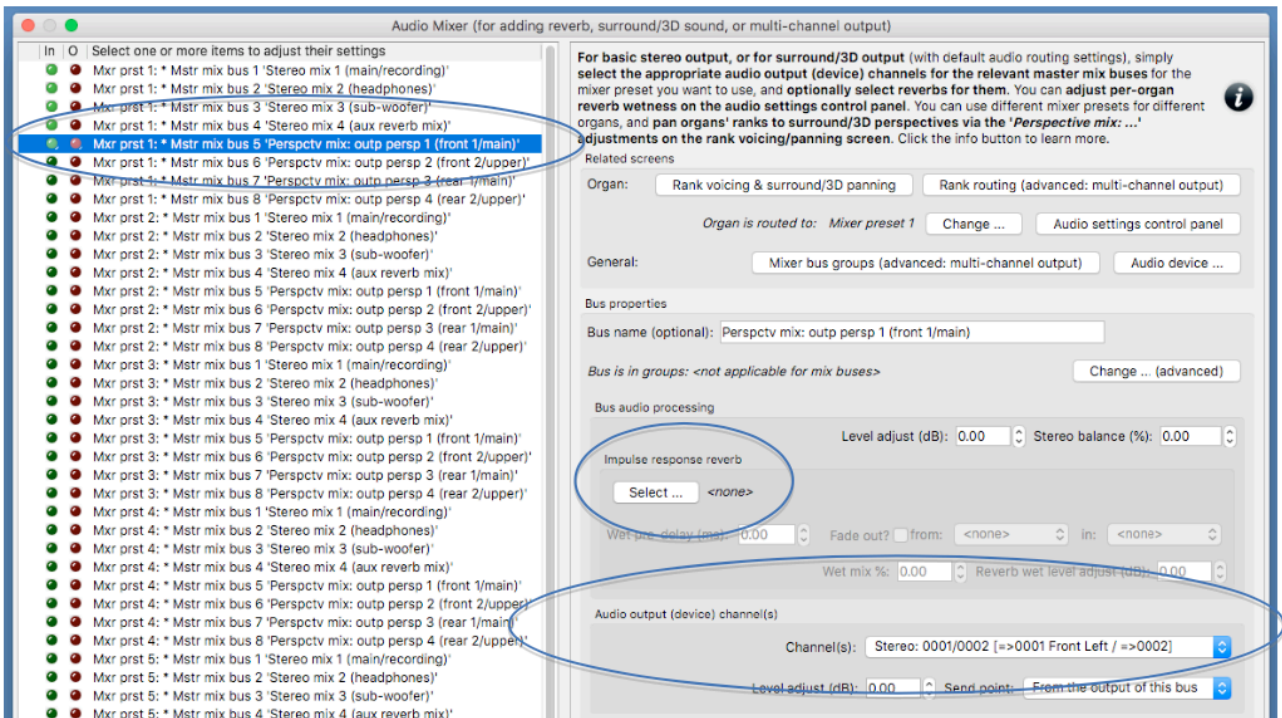 Audio Mixer (for adding reverb, surround/3D sound, or multi-channel output)
In O Select one or more items to adjust their settings
Mxr prst 1: * Mstr mix bus 1 'Stereo mix 1 (main/recording)'
Mxr prst 1: * Mstr mix bus 2 'Stereo mix 2 (headphones)'
Mxr prst 1: * Mstr mix bus 3 'Stereo mix 3 (sub-woofer)'
Mxr prst 1: * Mstr mix bus 4 'Stereo mix 4 (aux reverb mix)'
Mxr prst 1: * Mstr mix bus 5 'Perspctv mix: outp persp 1 (front 1/main)'
Mxr prst 1: * Mstr mix bus 6 'Perspctv mix: outp persp 2 (front 2/upper)'
Mxr prst 1: * Mstr mix bus 7 'Perspctv mix: outp persp 3 (rear 1/main)'
Mxr prst 1: * Mstr mix bus 8 'Perspctv mix: outp persp 4 (rear 2/upper)'
Mxr prst 2: * Mstr mix bus 1 'Stereo mix 1 (main/recording)'
Mxr prst 2: * Mstr mix bus 2 'Stereo mix 2 (headphones)'
Mxr prst 2: * Mstr mix bus 3 'Stereo mix 3 (sub-woofer)'
Mxr prst 2: * Mstr mix bus 4 'Stereo mix 4 (aux reverb mix)'
Mxr prst 2: * Mstr mix bus 5 'Perspctv mix: outp persp 1 (front 1/main)'
Mxr prst 2: * Mstr mix bus 6 'Perspctv mix: outp persp 2 (front 2/upper)'
Mxr prst 2: * Mstr mix bus 7 'Perspctv mix: outp persp 3 (rear 1/main)'
Mxr prst 2: * Mstr mix bus 8 'Perspctv mix: outp persp 4 (rear 2/upper)'
Mxr prst 3: * Mstr mix bus 1 'Stereo mix 1 (main/recording)'
Mxr prst 3: * Mstr mix bus 2 'Stereo mix 2 (headphones)'
Mxr prst 3: * Mstr mix bus 3 'Stereo mix 3 (sub-woofer)'
Mxr prst 3: * Mstr mix bus 4 'Stereo mix 4 (aux reverb mix)'
Mxr prst 3: * Mstr mix bus 5 'Perspctv mix: outp persp 1 (front 1/main)'
Mxr prst 3: * Mstr mix bus 6 'Perspctv mix: outp persp 2 (front 2/upper)'
Mxr prst 3: * Mstr mix bus 7 'Perspctv mix: outp persp 3 (rear 1/main)'
Mxr prst 3: * Mstr mix bus 8 'Perspctv mix: outp persp 4 (rear 2/upper)'
Mxr prst 4: * Mstr mix bus 1 'Stereo mix 1 (main/recording)'
Mxr prst 4: * Mstr mix bus 2 'Stereo mix 2 (headphones)'
Mxr prst 4: * Mstr mix bus 3 'Stereo mix 3 (sub-woofer)'
Mxr prst 4: * Mstr mix bus 4 'Stereo mix 4 (aux reverb mix)'
Mxr prst 4: * Mstr mix bus 5 'Perspctv mix: outp persp 1 (front 1/main)'
Mxr prst 4: * Mstr mix bus 6 'Perspctv mix: outp persp 2 (front 2/upper)'
Mxr prst 4: * Mstr mix bus 7 'Perspctv mix: outp persp 3 (rear 1/main)'
Mxr prst 4: * Mstr mix bus 8 'Perspctv mix: outp persp 4 (rear 2/upper)'
Mxr prst 5: * Mstr mix bus 1 'Stereo mix 1 (main/recording)'
Mxr prst 5: * Mstr mix bus 2 'Stereo mix 2 (headphones)'
Mxr prst 5: * Mstr mix bus 3 'Stereo mix 3 (sub-woofer)'
Mxr prst 5: * Mstr mix bus 4 'Stereo mix 4 (aux reverb mix)'
For basic stereo output, or for surround/3D output (with default audio routing settings), simply
select the appropriate audio output (device) channels for the relevant master mix buses for the
mixer preset you want to use, and optionally select reverbs for them. You can adjust per-organ
reverb wetness on the audio settings control panel. You can use different mixer presets for different
organs, and pan organs' ranks to surround/3D perspectives via the 'Perspective mix: ...'
adjustments on the rank voicing/panning screen. Click the info button to learn more.
i
Related screens
Organ: Rank voicing & surround/3D panning Rank routing (advanced: multi-channel output)
Organ is routed to: Mixer preset 1 Change ... Audio settings control panel
General: Mixer bus groups (advanced: multi-channel output) Audio device ...
Bus properties
Bus name (optional): Perspctv mix: outp persp 1 (front 1/main)
Bus is in groups: <not applicable for mix buses> Change ... (advanced)
Bus audio processing
Level adjust (dB): 0.00 Stereo balance (%): 0.00
Impulse response reverb
Select ... <none>
Wet pre-delay (ms): 0.00 Fade out? from: <none> in: <none>
Wet mix %: 0.00 Reverb wet level adjust (dB): 0.00
Audio output (device) channel(s)
Channel(s): Stereo: 0001/0002 [=>0001 Front Left / =>0002]
Level adjust (dB): 0.00 Send point: From the output of this bus